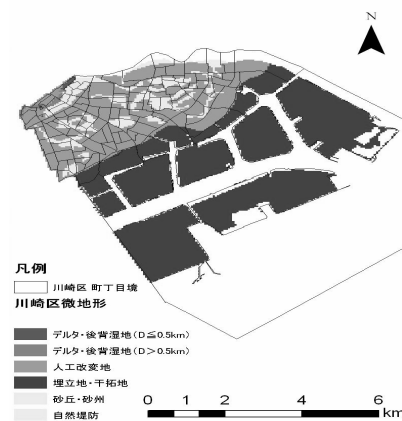 N
凡例
川崎区 町丁目境
川崎区微地形
デルタ・後背湿地(D≦0.5km)
デルタ・後背湿地(D>0.5km)
人工改変地
埋立地・干拓地
砂丘・砂州
自然堤防
0 1 2 4 6
km